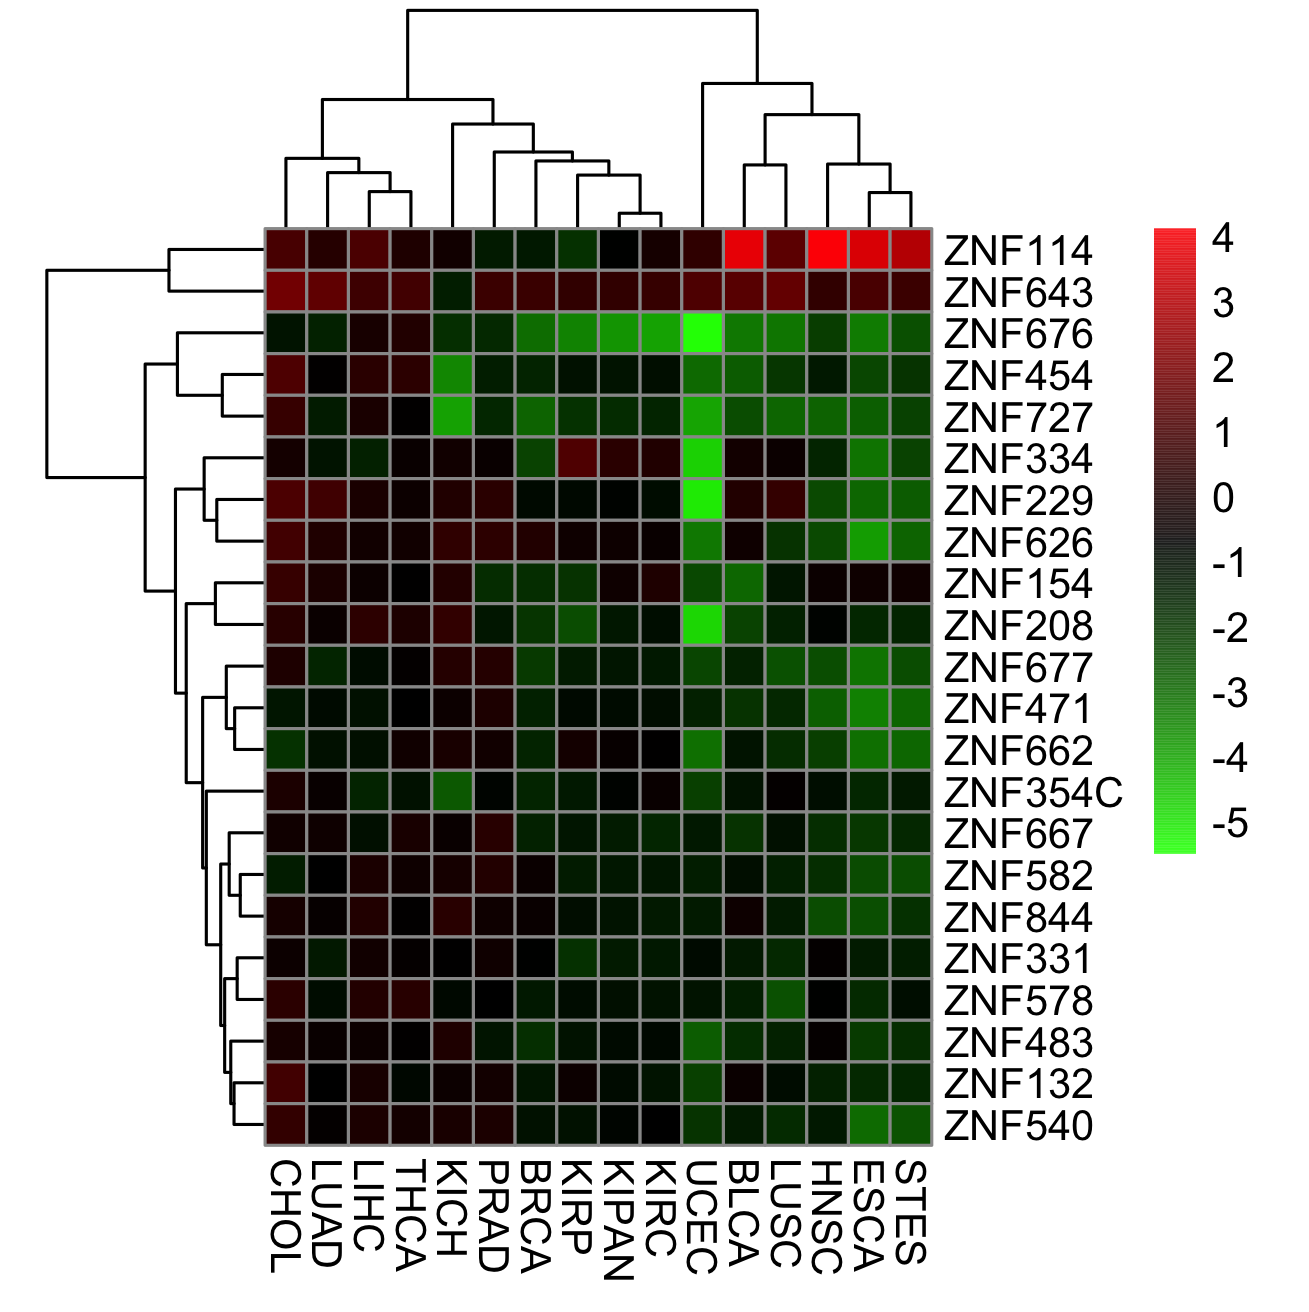 ZNF114
ZNF643
ZNF676
ZNF454
ZNF727
ZNF334
ZNF229
ZNF626
ZNF154
ZNF208
ZNF677
ZNF471
ZNF662
ZNF354C
ZNF667
ZNF582
ZNF844
ZNF331
ZNF578
ZNF483
ZNF132
ZNF540
4
3
2
1
0
-1
-2
-3
-4
-5
CHOL
LUAD
LIHC
THCA
KICH
PRAD
BRCA
KIRP
KIPAN
KIRC
UCEC
BLCA
LUSC
HNSC
ESCA
STES